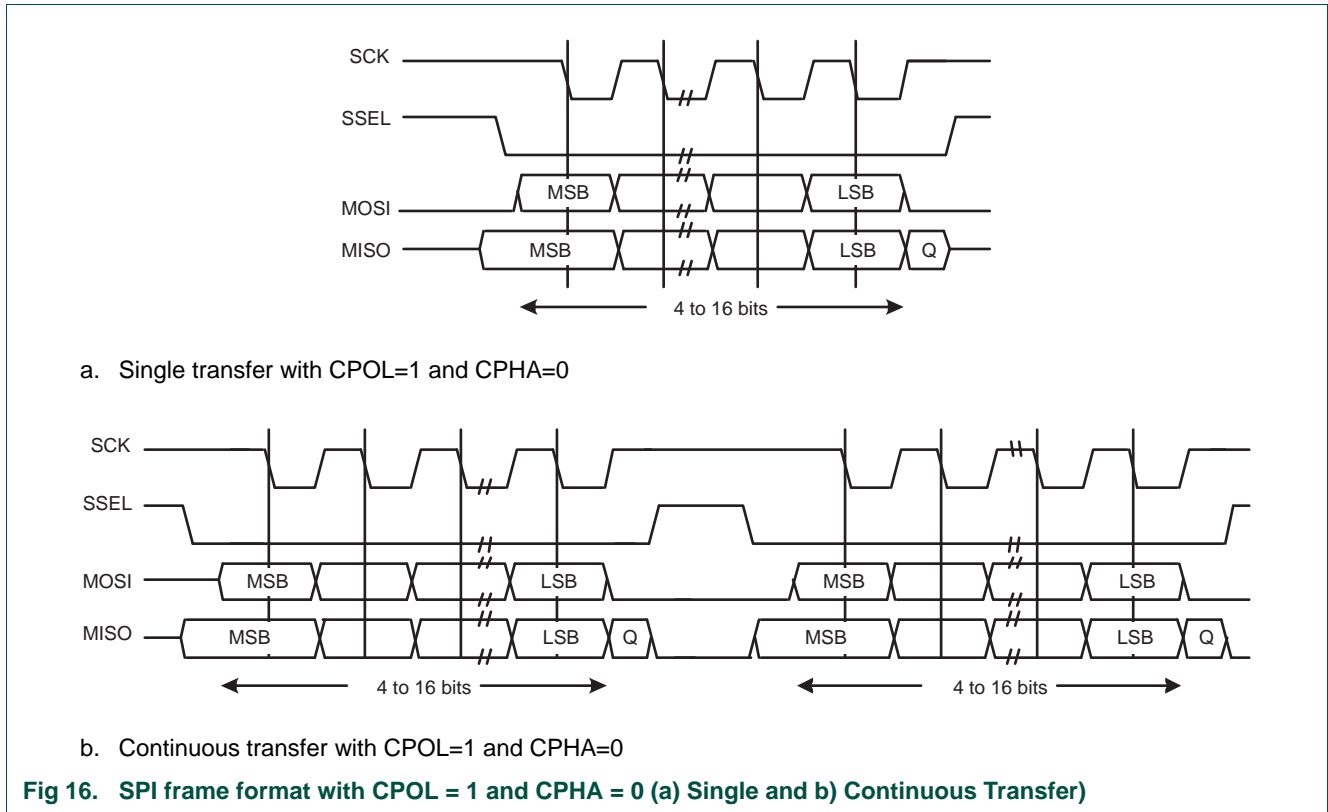 SCK
SSEL
MOSI
MSB
LSB
MISO
MSB
LSB
Q
4 to 16 bits
a. Single transfer with CPOL=1 and CPHA=0
SCK
SSEL
MOSI
MSB
LSB
MSB
LSB
MISO
MSB
LSB
Q
MSB
LSB
Q
4 to 16 bits
4 to 16 bits
b. Continuous transfer with CPOL=1 and CPHA=0
Fig 16. SPI frame format with CPOL = 1 and CPHA = 0 (a) Single and b) Continuous Transfer)